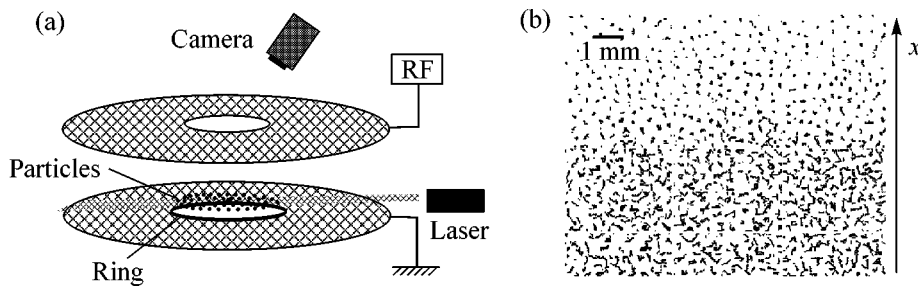 (a)
Camera
RF
Particles
Laser
Ring
(b)
1 mm
x